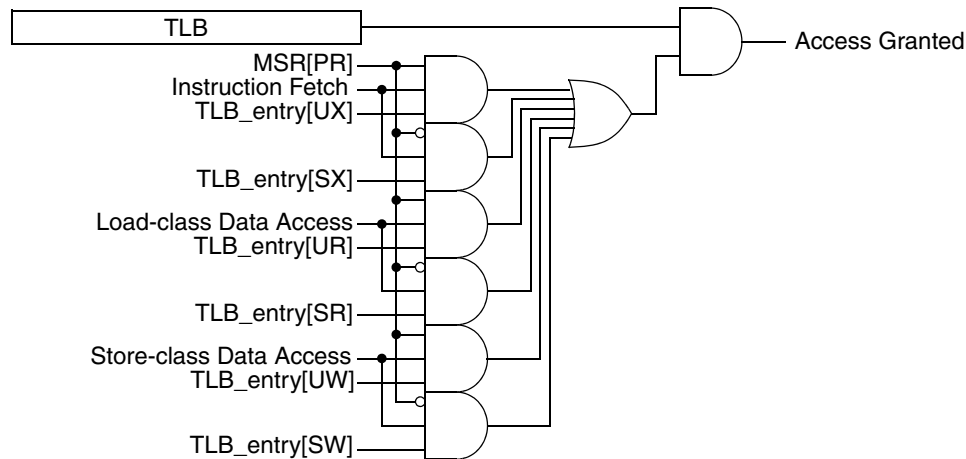 TLB
Access Granted
MSR[PR]
Instruction Fetch
TLB_entry[UX]
TLB_entry[SX]
Load-class Data Access
TLB_entry[UR]
TLB_entry[SR]
Store-class Data Access
TLB_entry[UW]
TLB_entry[SW]